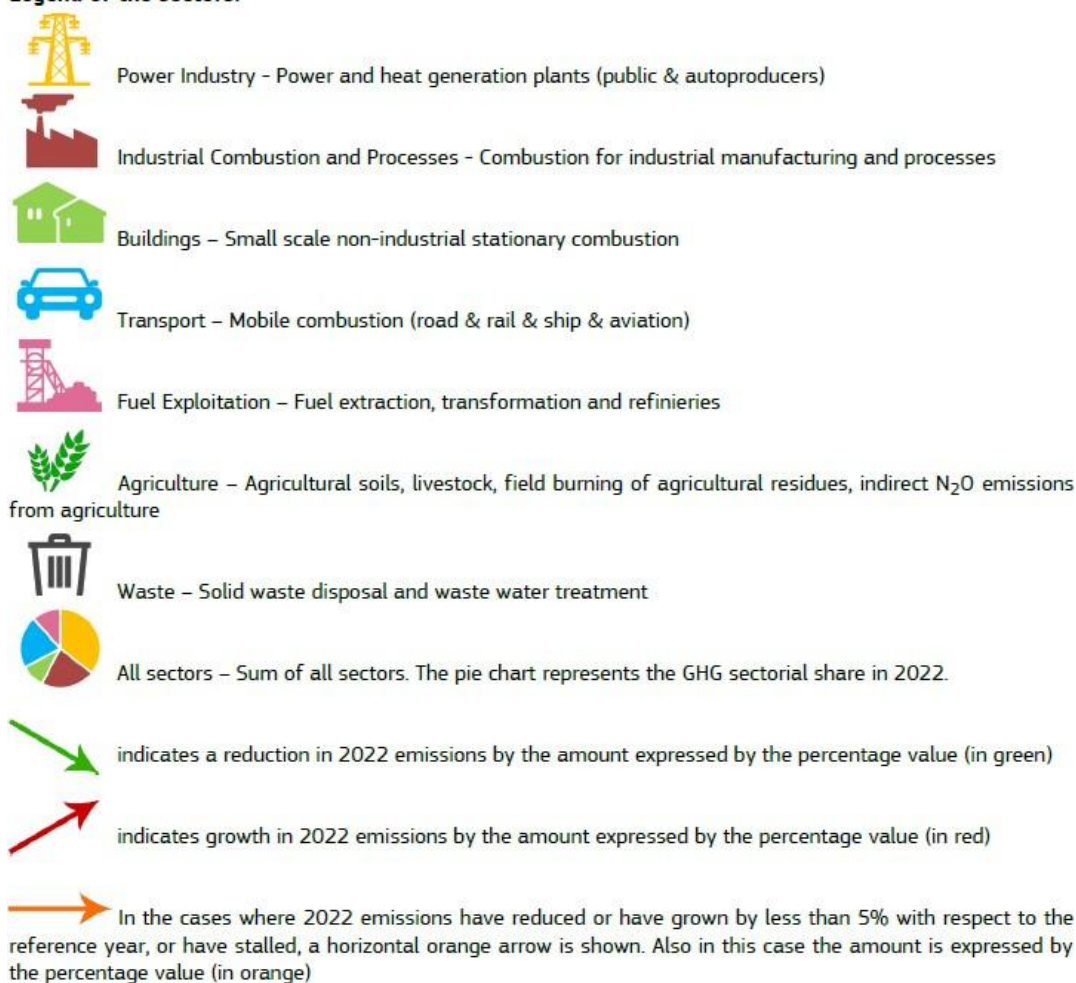 Legend of the sectors:
Power Industry - Power and heat generation plants (public & autoproducers)
Industrial Combustion and Processes - Combustion for industrial manufacturing and processes
Buildings – Small scale non-industrial stationary combustion
Transport – Mobile combustion (road & rail & ship & aviation)
Fuel Exploitation – Fuel extraction, transformation and refinieries
Agriculture – Agricultural soils, livestock, field burning of agricultural residues, indirect N₂O emissions
from agriculture
Waste – Solid waste disposal and waste water treatment
All sectors – Sum of all sectors. The pie chart represents the GHG sectorial share in 2022.
indicates a reduction in 2022 emissions by the amount expressed by the percentage value (in green)
indicates growth in 2022 emissions by the amount expressed by the percentage value (in red)
In the cases where 2022 emissions have reduced or have grown by less than 5% with respect to the
reference year, or have stalled, a horizontal orange arrow is shown. Also in this case the amount is expressed by
the percentage value (in orange)